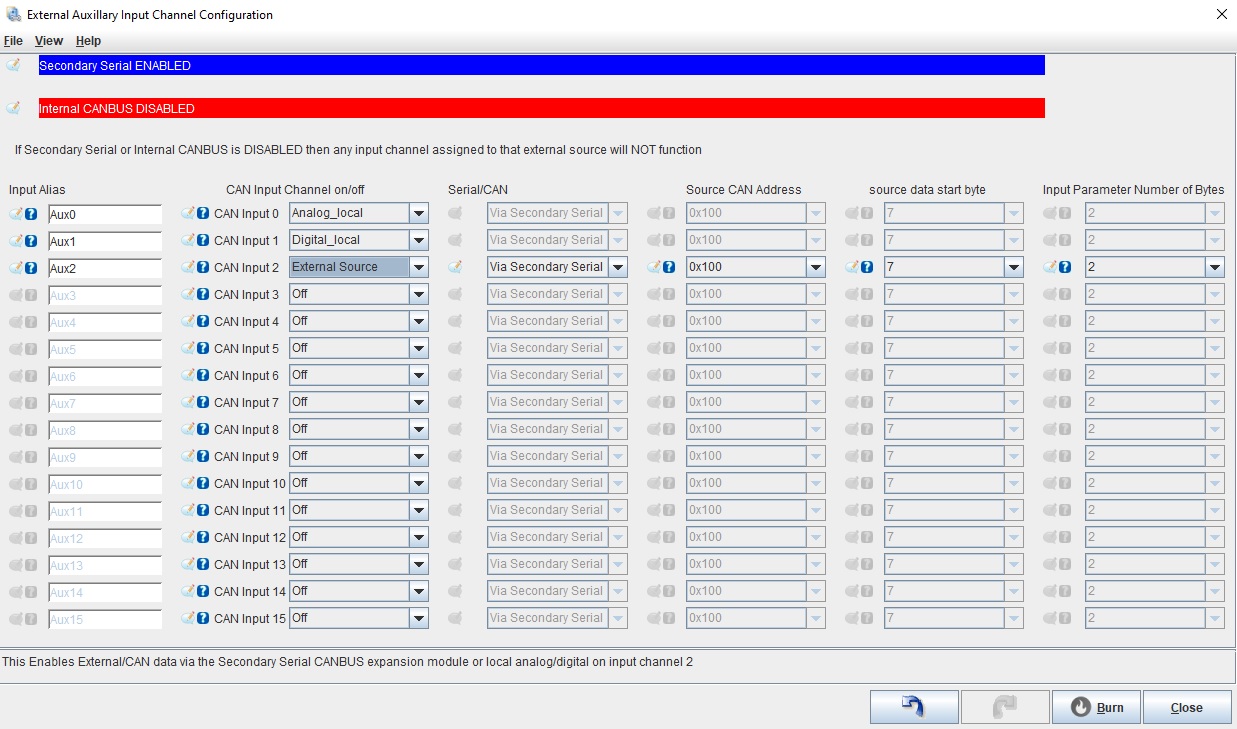 External Auxillary Input Channel Configuration
File View Help
Secondary Serial ENABLED
Internal CANBUS DISABLED
If Secondary Serial or Internal CANBUS is DISABLED then any input channel assigned to that external source will NOT function
Input Alias CAN Input Channel on/off Serial/CAN Source CAN Address source data start byte Input Parameter Number of Bytes
Aux0 CAN Input 0 Analog_local Via Secondary Serial 0x100 7 2
Aux1 CAN Input 1 Digital_local Via Secondary Serial 0x100 7 2
Aux2 CAN Input 2 External Source Via Secondary Serial 0x100 7 2
Aux3 CAN Input 3 Off Via Secondary Serial 0x100 7 2
Aux4 CAN Input 4 Off Via Secondary Serial 0x100 7 2
Aux5 CAN Input 5 Off Via Secondary Serial 0x100 7 2
Aux6 CAN Input 6 Off Via Secondary Serial 0x100 7 2
Aux7 CAN Input 7 Off Via Secondary Serial 0x100 7 2
Aux8 CAN Input 8 Off Via Secondary Serial 0x100 7 2
Aux9 CAN Input 9 Off Via Secondary Serial 0x100 7 2
Aux10 CAN Input 10 Off Via Secondary Serial 0x100 7 2
Aux11 CAN Input 11 Off Via Secondary Serial 0x100 7 2
Aux12 CAN Input 12 Off Via Secondary Serial 0x100 7 2
Aux13 CAN Input 13 Off Via Secondary Serial 0x100 7 2
Aux14 CAN Input 14 Off Via Secondary Serial 0x100 7 2
Aux15 CAN Input 15 Off Via Secondary Serial 0x100 7 2
This Enables External/CAN data via the Secondary Serial CANBUS expansion module or local analog/digital on input channel 2
Burn Close